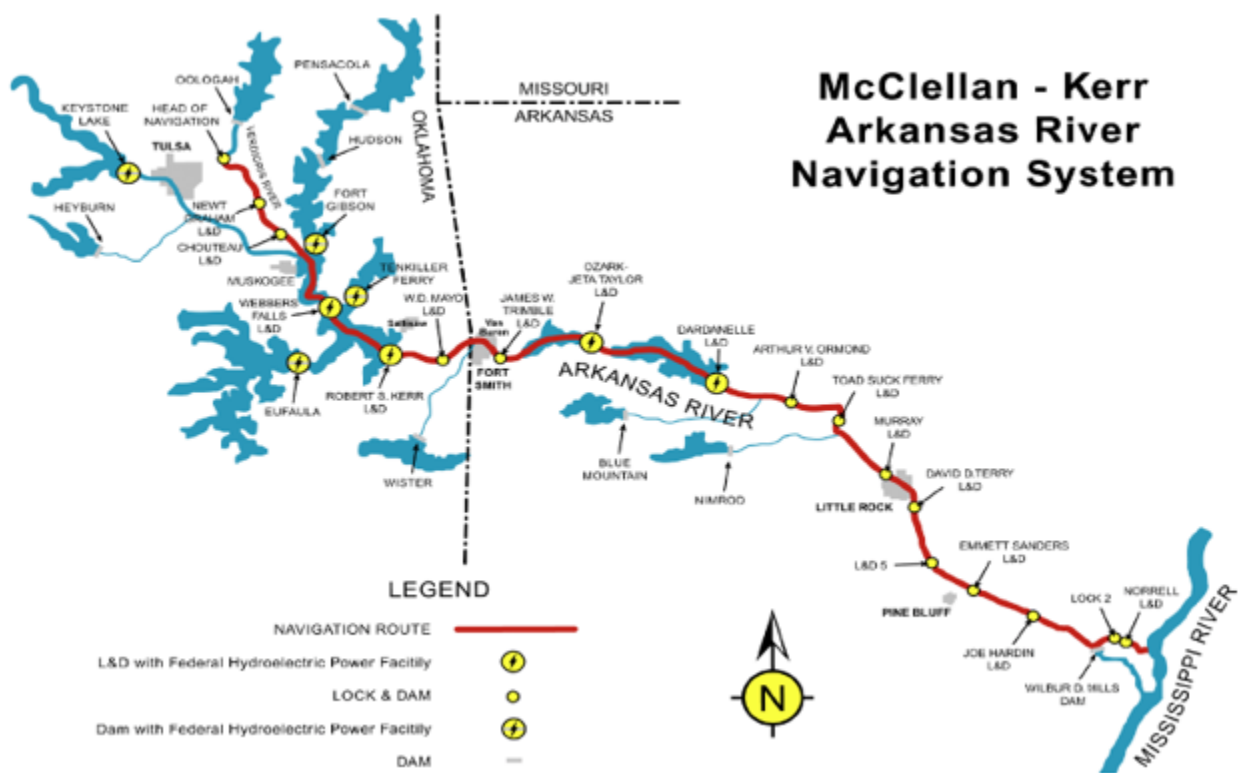 McClellan - Kerr
Arkansas River
Navigation System
MISSOURI
ARKANSAS
OKLAHOMA
PENSACOLA
OOLOGAH
HEAD OF
NAVIGATION
KEYSTONE
LAKE
TULSA
VERDIGRIS RIVER
HUDSON
HEYBURN
NEWT
GRAHAM
L&D
FORT
GIBSON
CHOUTEAU
L&D
MUSKOGEE
TENKILLER
FERRY
WEBBERS
FALLS
L&D
W.D. MAYO
L&D
Sallisaw
Van
Buren
JAMES W.
TRIMBLE
L&D
OZARK-
JETA TAYLOR
L&D
DARDANELLE
L&D
ARTHUR V. ORMOND
L&D
FORT
SMITH
ARKANSAS RIVER
TOAD SUCK FERRY
L&D
EUFAULA
ROBERT S. KERR
L&D
MURRAY
L&D
WISTER
BLUE
MOUNTAIN
NIMROD
DAVID D.TERRY
L&D
LITTLE ROCK
EMMETT SANDERS
L&D
L&D 5
PINE BLUFF
LOCK 2
NORRELL
L&D
JOE HARDIN
L&D
WILBUR D. MILLS
DAM
MISSISSIPPI RIVER
LEGEND
NAVIGATION ROUTE
L&D with Federal Hydroelectric Power Facitiliy
LOCK & DAM
Dam with Federal Hydroelectric Power Facitiliy
DAM
N